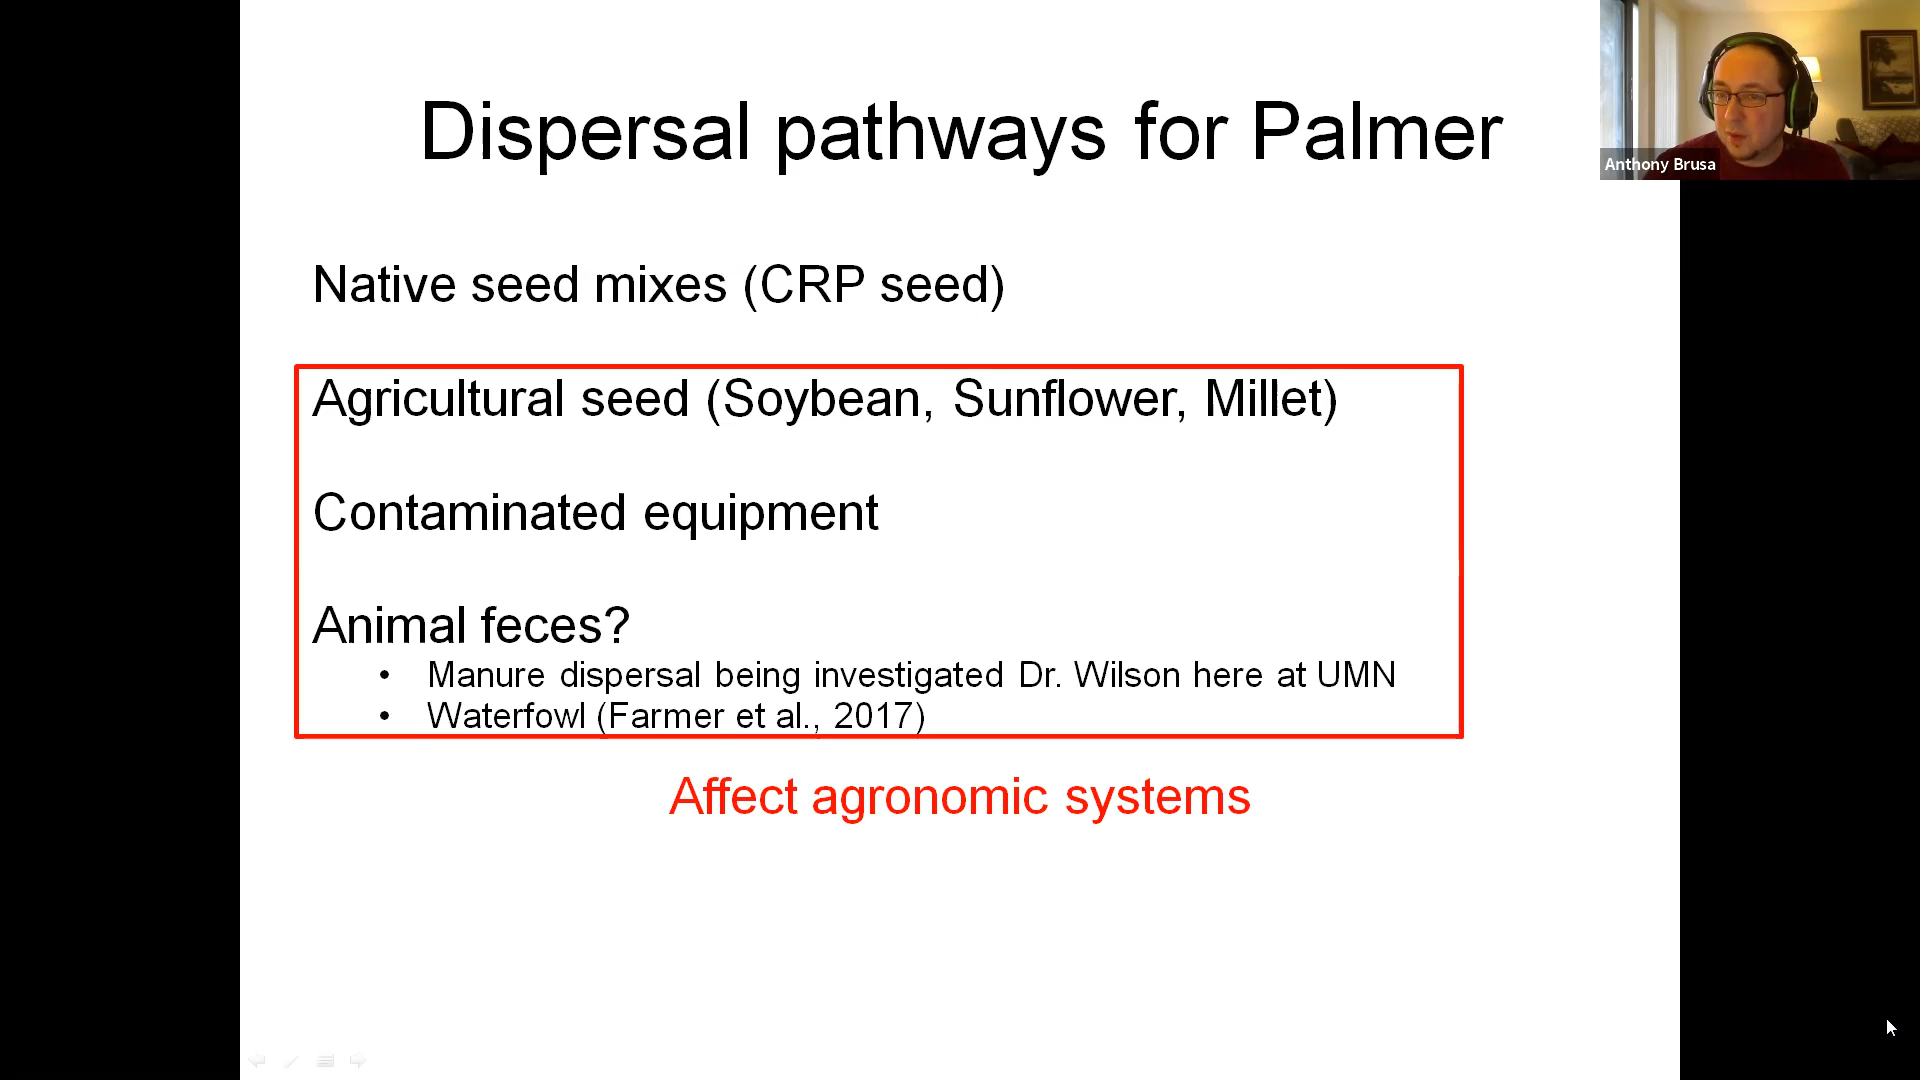 Dispersal pathways for Palmer
Anthony Brusa
Native seed mixes (CRP seed)
Agricultural seed (Soybean, Sunflower, Millet)
Contaminated equipment
Animal feces?
• Manure dispersal being investigated Dr. Wilson here at UMN
• Waterfowl (Farmer et al., 2017)
Affect agronomic systems